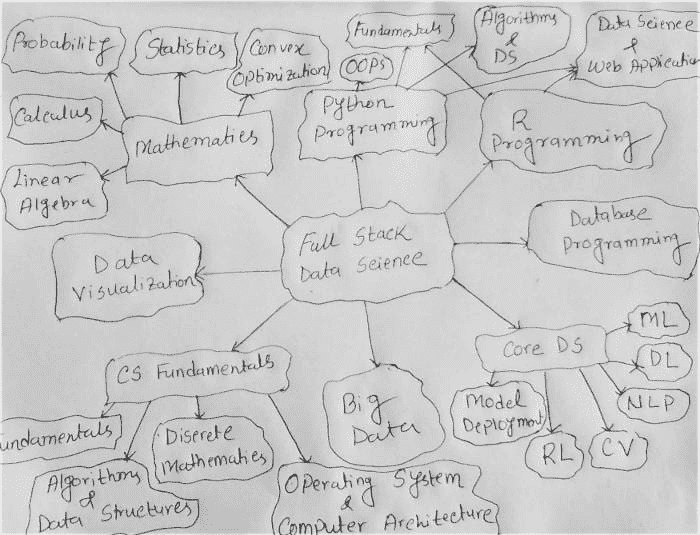 Probability
Statistics
Convex
Optimization
Fundamentals
Algorithms
&
DS
Data Science
&
Web Application
OOPS
Calculus
Mathematics
Python
Programming
R
Programming
Linear
Algebra
Full Stack
Data Science
Database
Programming
Data
Visualization
CS Fundamentals
Big
Data
Core DS
ML
DL
NLP
CV
RL
Model
Deployment
undamentals
Discrete
Mathematics
Algorithms
&
Data Structures
Operating System
&
Computer Architecture